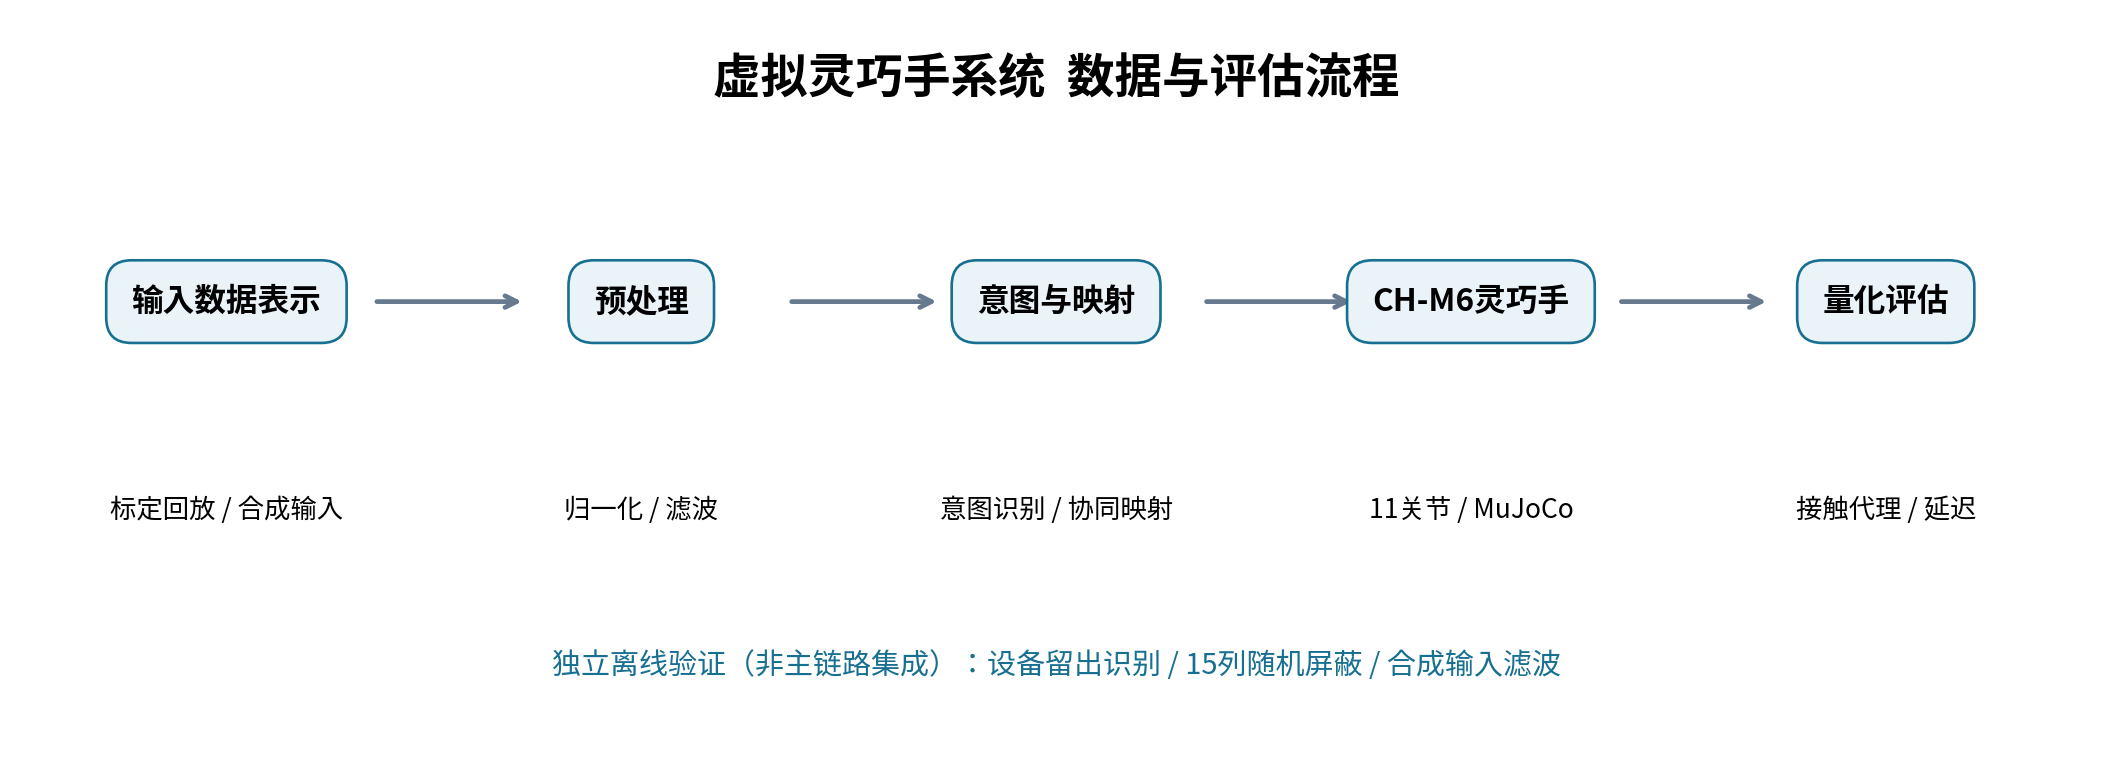 虚拟灵巧手系统 数据与评估流程
输入数据表示
预处理
意图与映射
CH-M6灵巧手
量化评估
标定回放 / 合成输入
归一化 / 滤波
意图识别 / 协同映射
11关节 / MuJoCo
接触代理 / 延迟
独立离线验证（非主链路集成）：设备留出识别 / 15列随机屏蔽 / 合成输入滤波